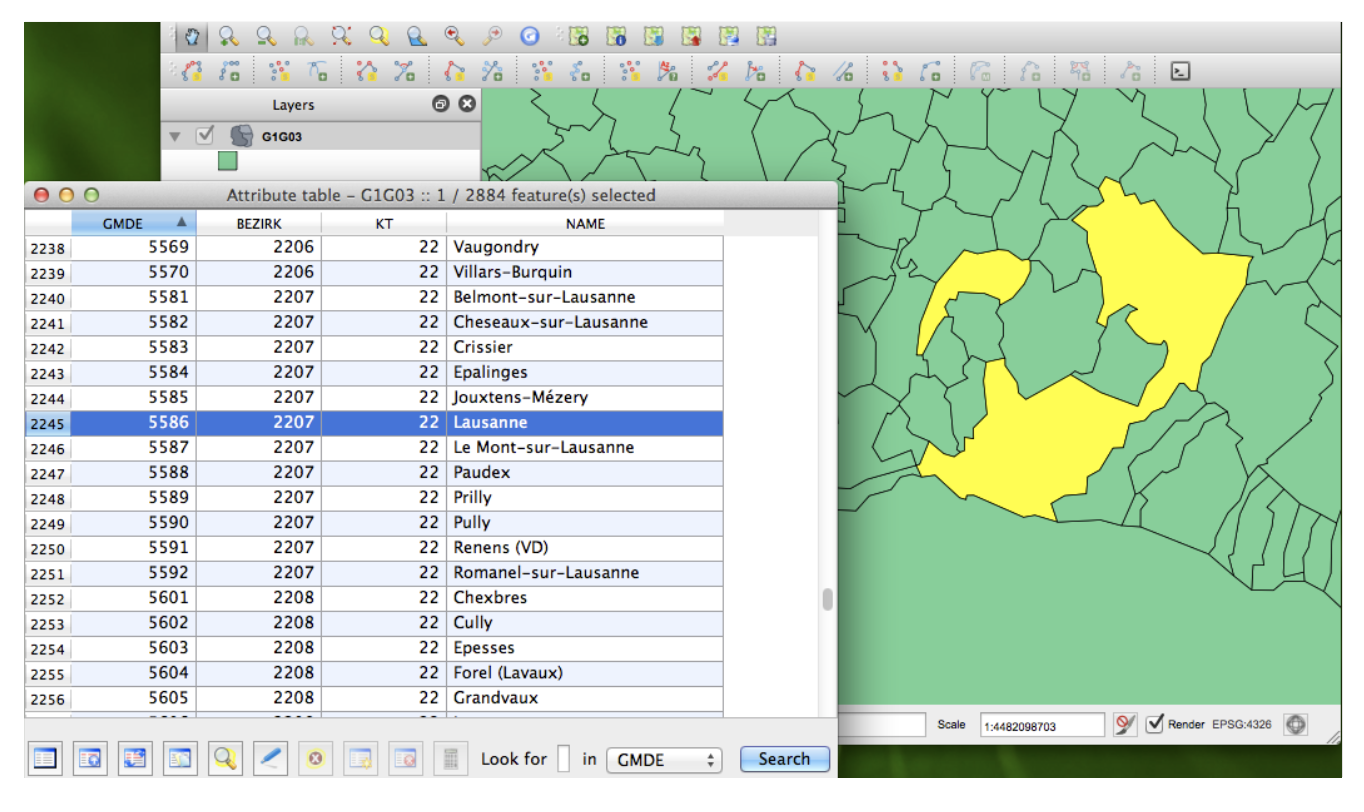 Layers
G1G03
Attribute table – G1G03 :: 1 / 2884 feature(s) selected
GMDE BEZIRK KT NAME
2238 5569 2206 22 Vaugondry
2239 5570 2206 22 Villars-Burquin
2240 5581 2207 22 Belmont-sur-Lausanne
2241 5582 2207 22 Cheseaux-sur-Lausanne
2242 5583 2207 22 Crissier
2243 5584 2207 22 Epalinges
2244 5585 2207 22 Jouxtens-Mézery
2245 5586 2207 22 Lausanne
2246 5587 2207 22 Le Mont-sur-Lausanne
2247 5588 2207 22 Paudex
2248 5589 2207 22 Prilly
2249 5590 2207 22 Pully
2250 5591 2207 22 Renens (VD)
2251 5592 2207 22 Romanel-sur-Lausanne
2252 5601 2208 22 Chexbres
2253 5602 2208 22 Cully
2254 5603 2208 22 Epesses
2255 5604 2208 22 Forel (Lavaux)
2256 5605 2208 22 Grandvaux
Scale 1:4482098703 Render EPSG:4326
Look for in GMDE Search